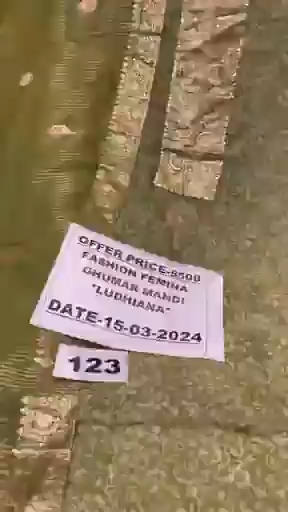 OFFER PRICE:8500
FASHION FEMINA
GHUMAR MANDI
"LUDHIANA"
DATE-15-03-2024
123